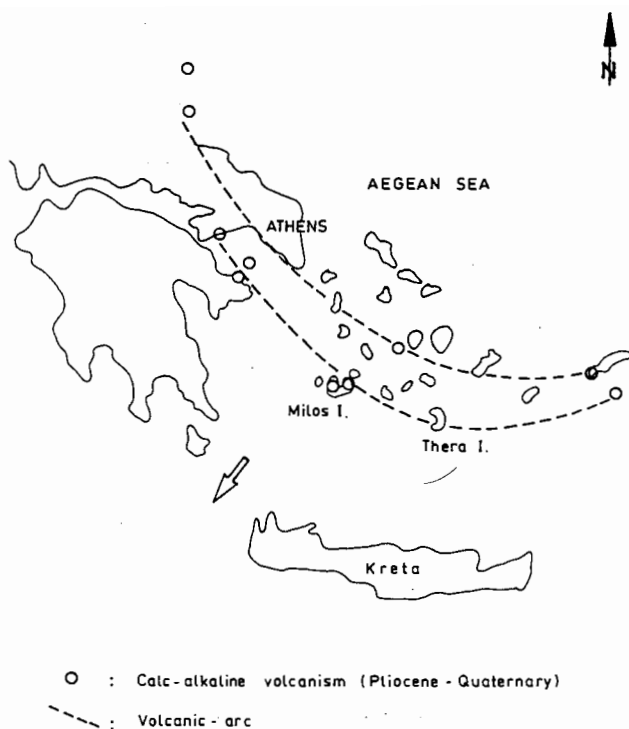 N
AEGEAN SEA
ATHENS
Milos I.
Thera I.
Kreta
O : Calc-alkaline volcanism (Pliocene - Quaternary)
----- : Volcanic-arc